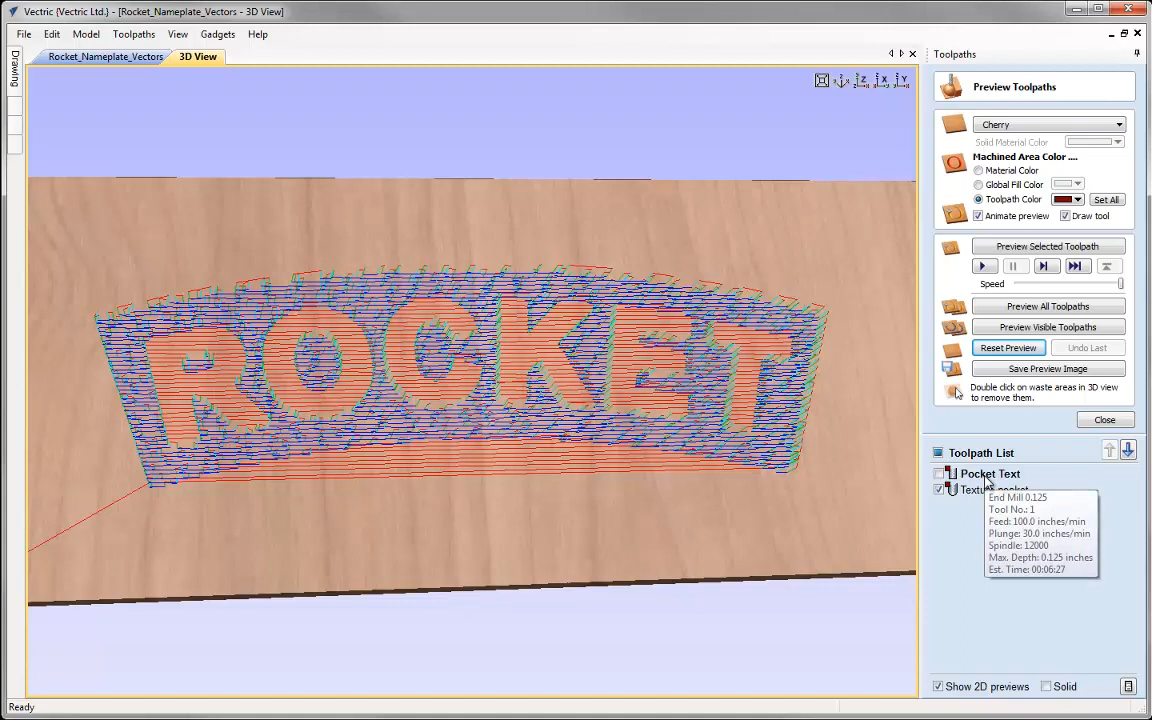 Vectric {Vectric Ltd.} - [Rocket_Nameplate_Vectors - 3D View]
File Edit Model Toolpaths View Gadgets Help
Drawing
Rocket_Nameplate_Vectors 3D View
Z X Y
ROCKET
Toolpaths
Preview Toolpaths
Cherry
Solid Material Color
Machined Area Color ....
Material Color
Global Fill Color
Toolpath Color Set All
Animate preview Draw tool
Preview Selected Toolpath
Speed
Preview All Toolpaths
Preview Visible Toolpaths
Reset Preview Undo Last
Save Preview Image
Double click on waste areas in 3D view
to remove them.
Close
Toolpath List
Pocket Text
End Mill 0.125
Tool No.: 1
Feed: 100.0 inches/min
Plunge: 30.0 inches/min
Spindle: 12000
Max. Depth: 0.125 inches
Est. Time: 00:06:27
Show 2D previews Solid
Ready